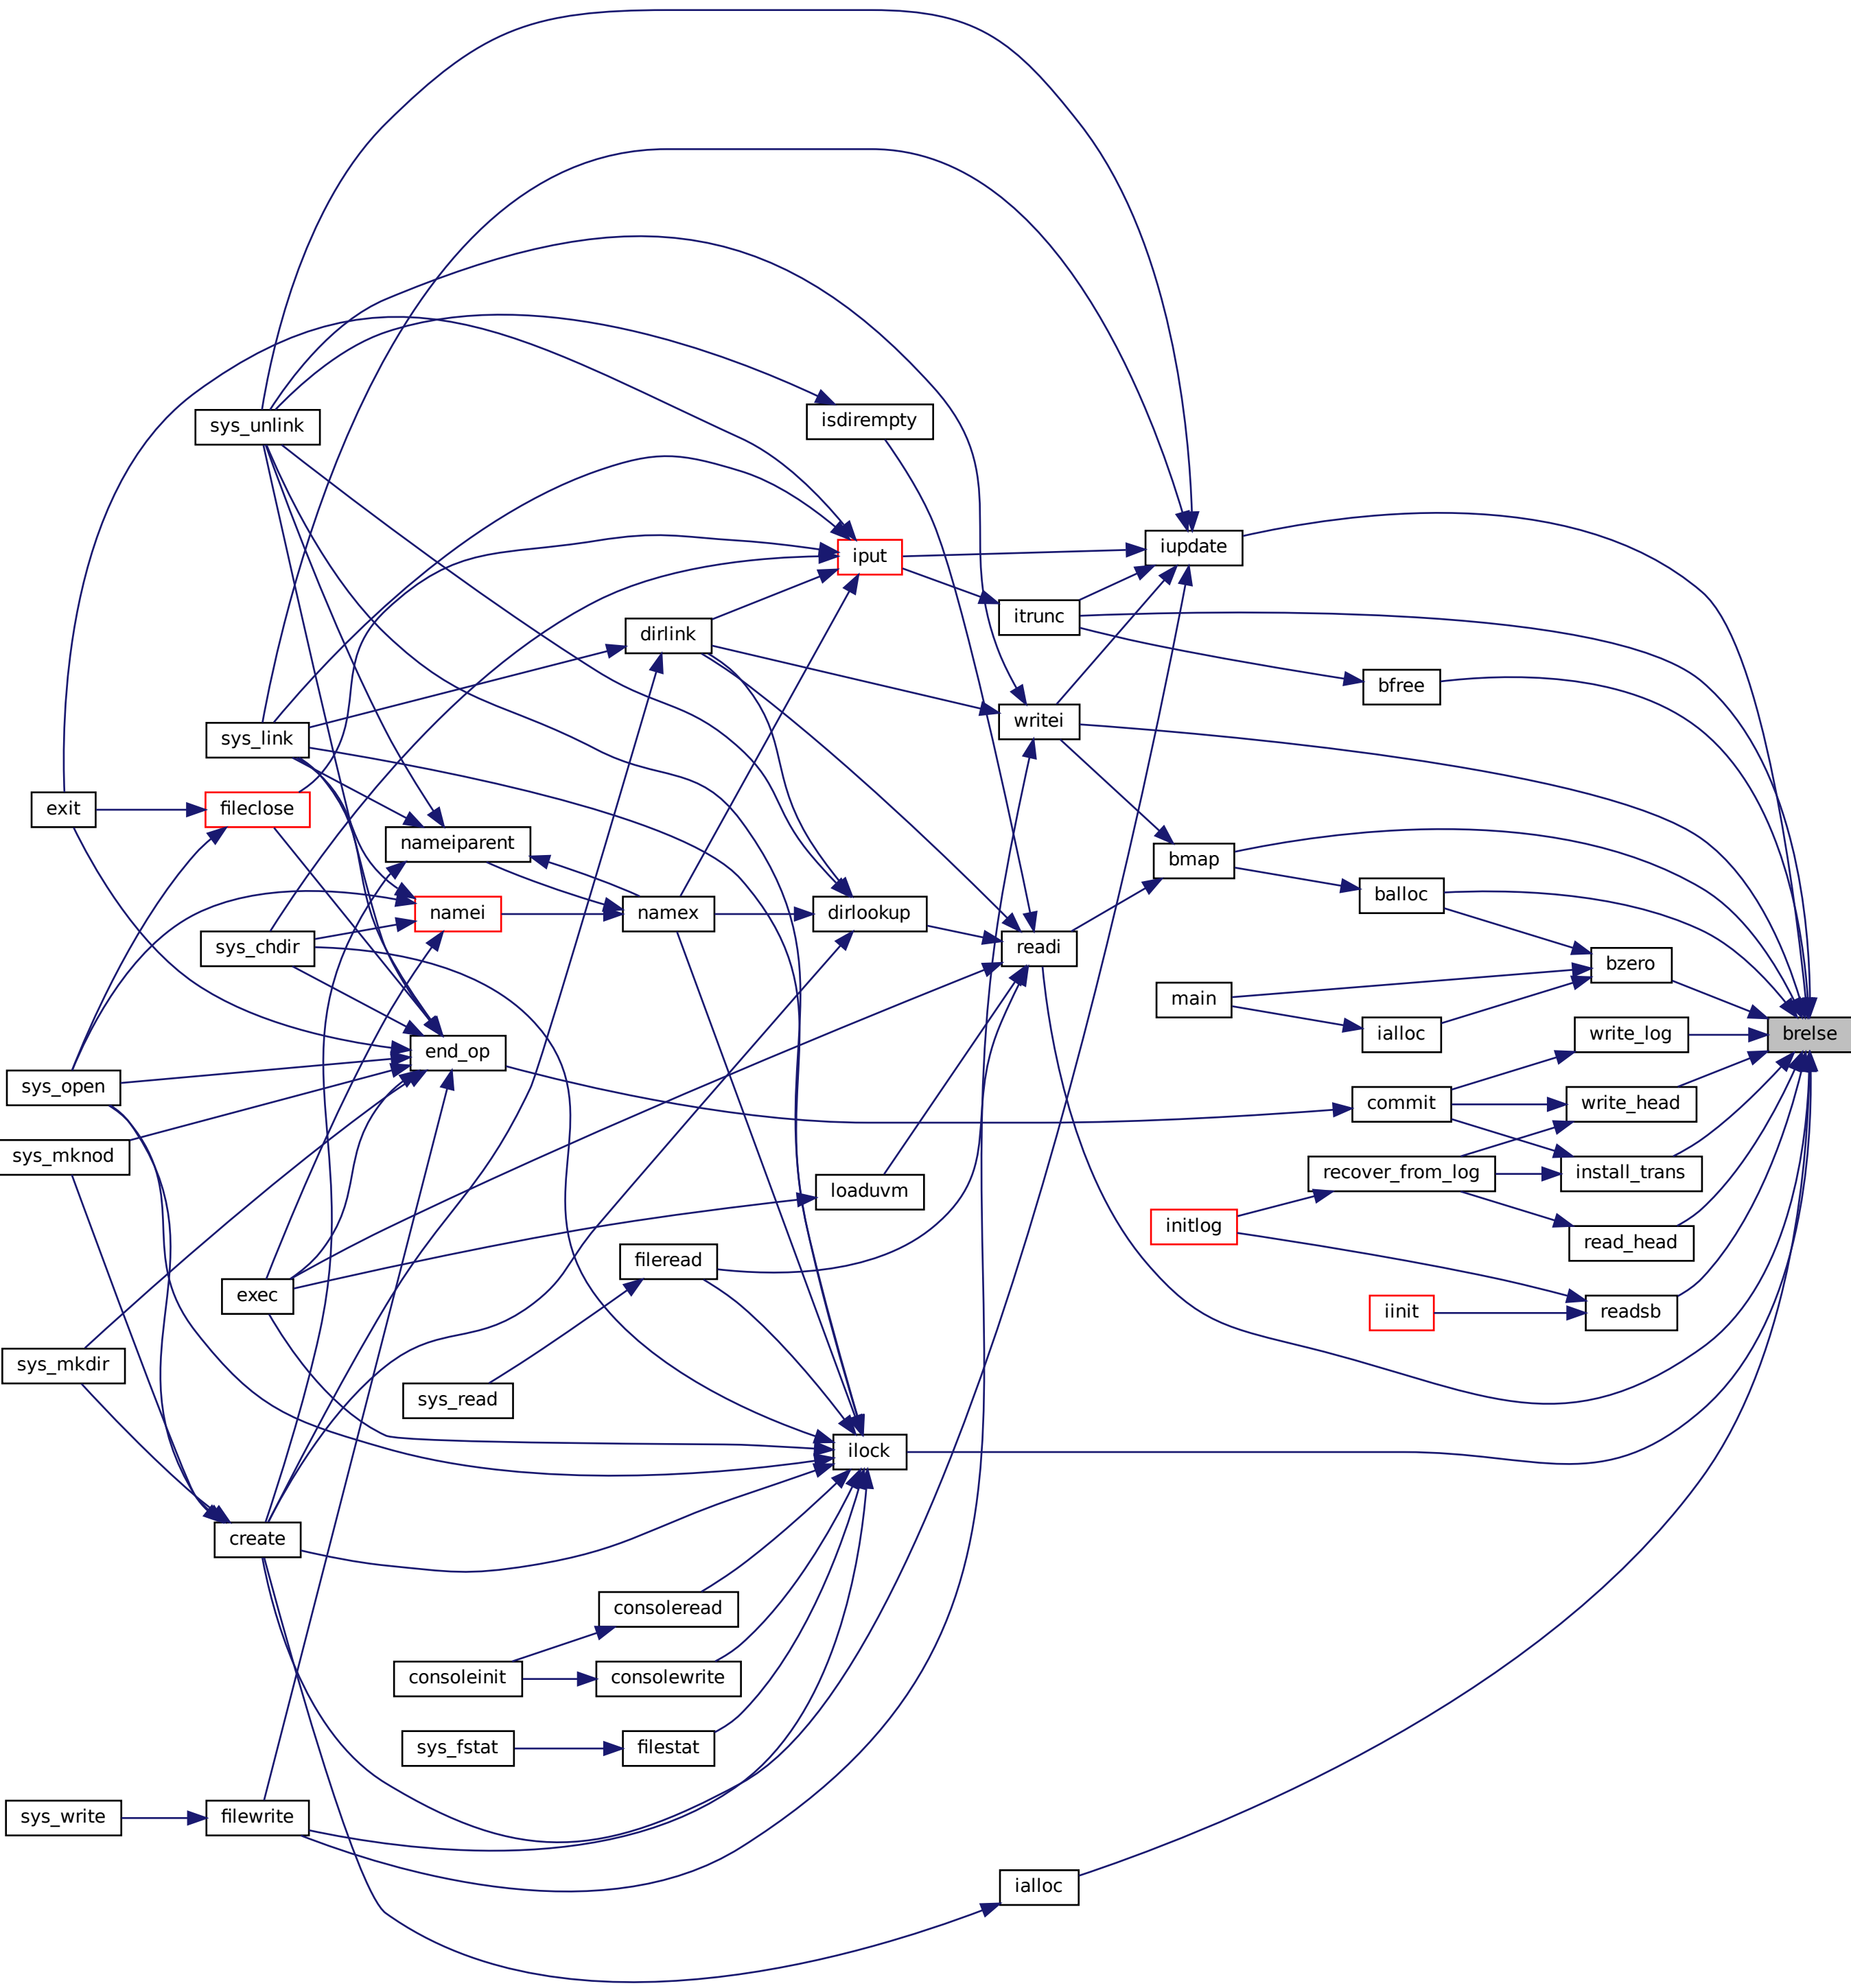 sys_unlink
isdirempty
iupdate
iput
itrunc
dirlink
bfree
writei
sys_link
exit
fileclose
nameiparent
bmap
balloc
namei
namex
dirlookup
sys_chdir
readi
bzero
main
ialloc
write_log
brelse
end_op
sys_open
commit
write_head
sys_mknod
recover_from_log
install_trans
loaduvm
initlog
read_head
fileread
exec
iinit
readsb
sys_mkdir
sys_read
ilock
create
consoleread
consoleinit
consolewrite
sys_fstat
filestat
sys_write
filewrite
ialloc